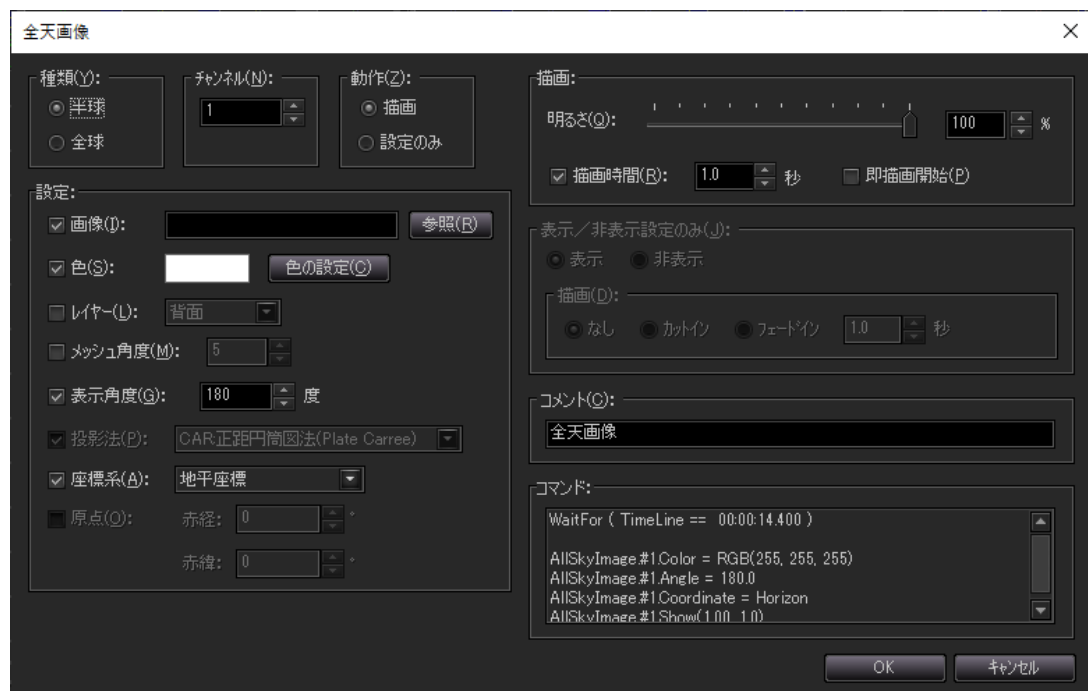 全天画像
種類(Y):
半球
全球
チャンネル(N):
1
動作(Z):
描画
設定のみ
設定:
画像(I):
参照(R)
色(S):
色の設定(C)
レイヤー(L):
背面
メッシュ角度(M):
5
表示角度(G):
180
度
投影法(P):
CAR:正距円筒図法(Plate Carree)
座標系(A):
地平座標
原点(O):
赤経:
0
°
赤緯:
0
°
描画:
明るさ(Q):
100
%
描画時間(R):
1.0
秒
即描画開始(P)
表示／非表示設定のみ(J):
表示
非表示
描画(D):
なし
カットイン
フェードイン
1.0
秒
コメント(C):
全天画像
コマンド:
WaitFor ( TimeLine == 00:00:14.400 )
AllSkyImage.#1.Color = RGB(255, 255, 255)
AllSkyImage.#1.Angle = 180.0
AllSkyImage.#1.Coordinate = Horizon
AllSkyImage.#1.Show(1.00, 1.0)
OK
キャンセル